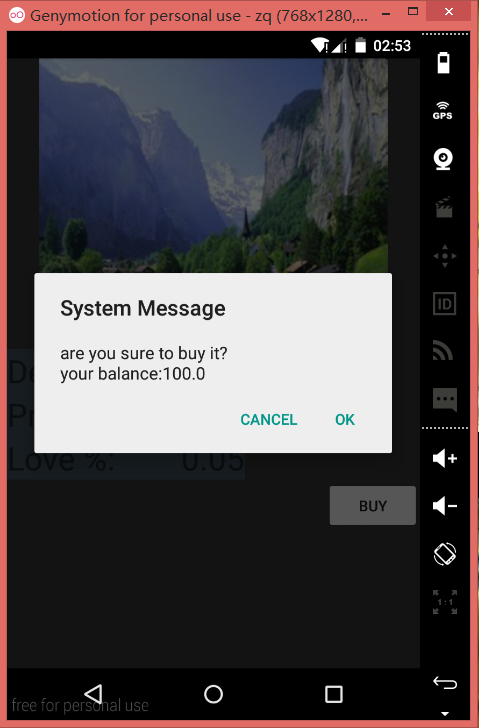 Genymotion for personal use - zq (768x1280,...
02:53
GPS
System Message
are you sure to buy it?
your balance:100.0
CANCEL OK
ID
Love %: 0.05
BUY
1:1
free for personal use